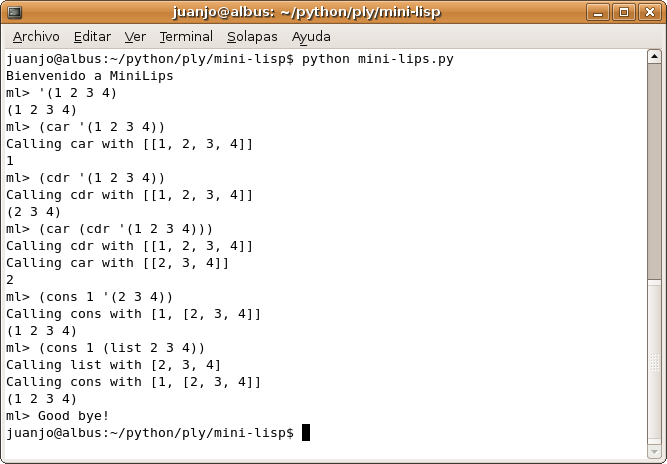 juanjo@albus: ~/python/ply/mini-lisp
Archivo Editar Ver Terminal Solapas Ayuda
juanjo@albus:~/python/ply/mini-lisp$ python mini-lips.py
Bienvenido a MiniLips
ml> '(1 2 3 4)
(1 2 3 4)
ml> (car '(1 2 3 4))
Calling car with [[1, 2, 3, 4]]
1
ml> (cdr '(1 2 3 4))
Calling cdr with [[1, 2, 3, 4]]
(2 3 4)
ml> (car (cdr '(1 2 3 4)))
Calling cdr with [[1, 2, 3, 4]]
Calling car with [[2, 3, 4]]
2
ml> (cons 1 '(2 3 4))
Calling cons with [1, [2, 3, 4]]
(1 2 3 4)
ml> (cons 1 (list 2 3 4))
Calling list with [2, 3, 4]
Calling cons with [1, [2, 3, 4]]
(1 2 3 4)
ml> Good bye!
juanjo@albus:~/python/ply/mini-lisp$